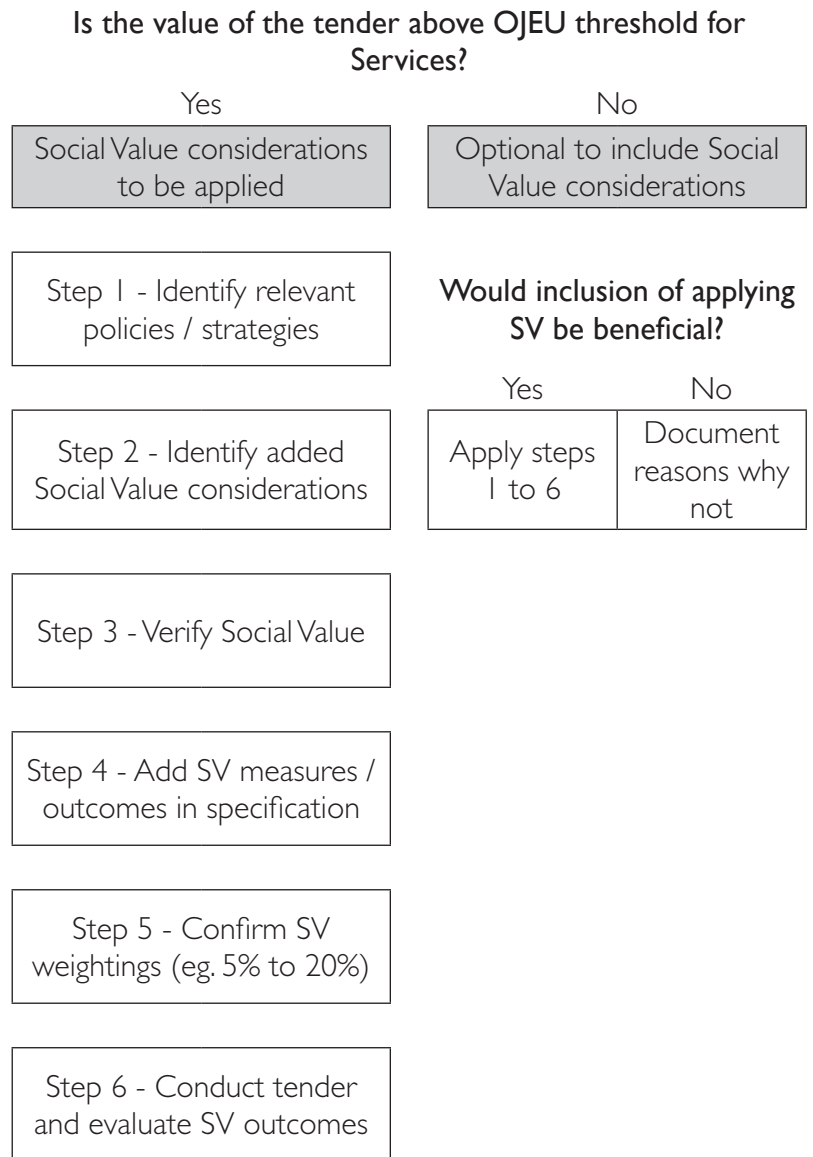 Is the value of the tender above OJEU threshold for
Services?
Yes
Social Value considerations
to be applied
Step 1 - Identify relevant
policies / strategies
Step 2 - Identify added
Social Value considerations
Step 3 - Verify Social Value
Step 4 - Add SV measures /
outcomes in specification
Step 5 - Confirm SV
weightings (eg. 5% to 20%)
Step 6 - Conduct tender
and evaluate SV outcomes
No
Optional to include Social
Value considerations
Would inclusion of applying
SV be beneficial?
Yes
Apply steps
1 to 6
No
Document
reasons why
not